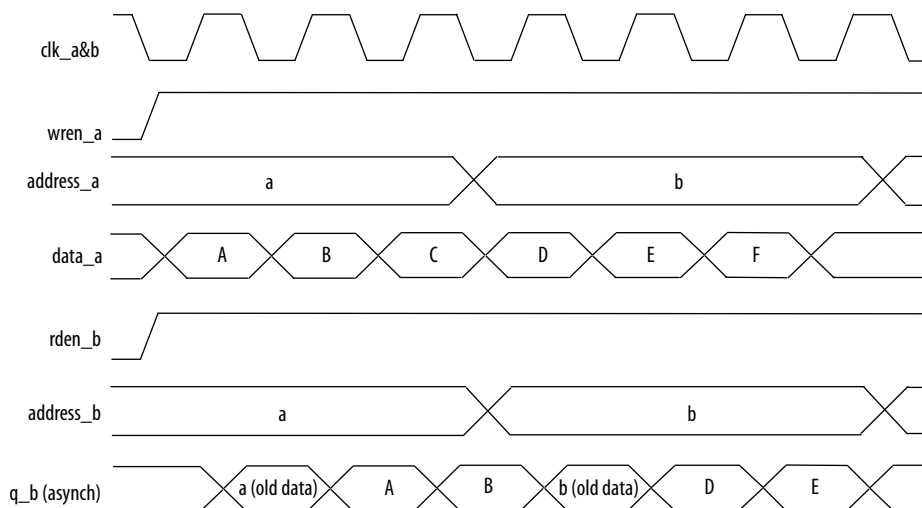 clk_a&b
wren_a
address_a a b
data_a A B C D E F
rden_b
address_b a b
q_b (asynch) a (old data) A B b (old data) D E